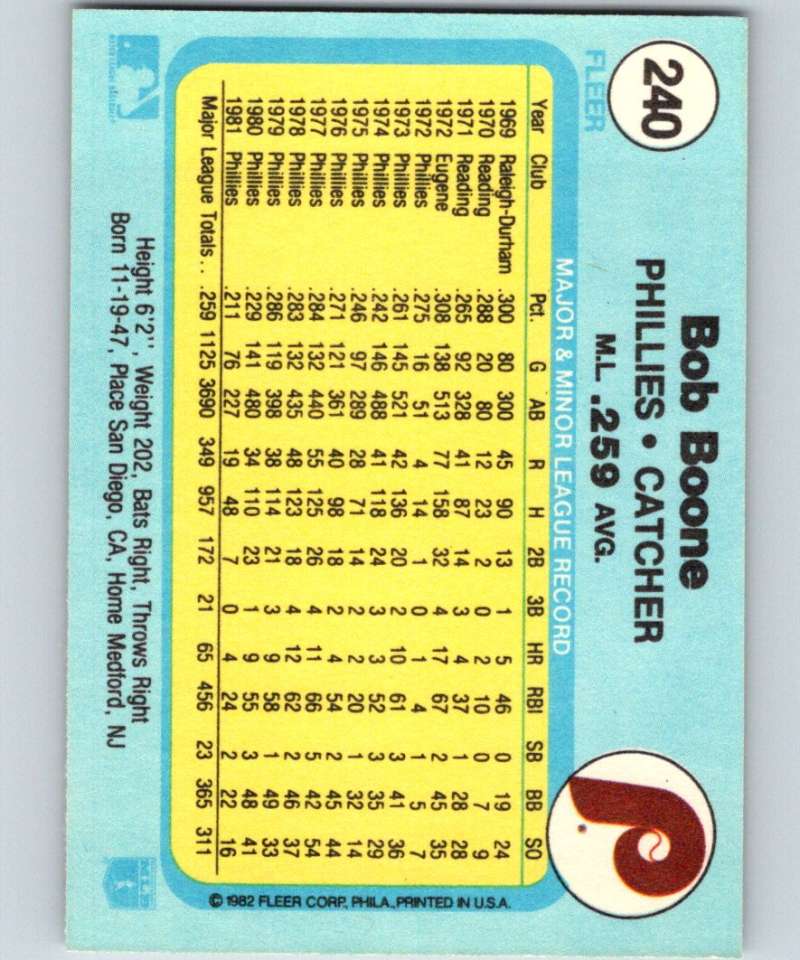 240
FLEER
Bob Boone
PHILLIES • CATCHER
M.L. .259 AVG.
P
MAJOR & MINOR LEAGUE RECORD
Year Club Pct. G AB R H 2B 3B HR RBI SB BB SO
1969 Raleigh-Durham .300 80 300 45 90 13 1 5 46 0 19 24
1970 Reading .288 20 80 12 23 2 0 2 10 0 7 9
1971 Reading .265 92 328 41 87 14 3 4 37 1 28 28
1972 Eugene .308 138 513 77 158 32 4 17 67 2 45 35
1972 Phillies .275 16 51 4 14 1 0 1 4 1 5 7
1973 Phillies .261 145 521 42 136 20 2 10 61 3 41 36
1974 Phillies .242 146 488 41 118 24 3 3 52 3 35 29
1975 Phillies .246 97 289 28 71 14 2 2 20 1 32 14
1976 Phillies .271 121 361 40 98 18 2 4 54 2 45 44
1977 Phillies .284 132 440 55 125 26 4 11 66 5 42 54
1978 Phillies .283 132 435 48 123 18 4 12 62 2 46 37
1979 Phillies .286 119 398 38 114 21 3 9 58 1 49 33
1980 Phillies .229 141 480 34 110 23 1 9 55 3 48 41
1981 Phillies .211 76 227 19 48 7 0 4 24 2 22 16
Major League Totals . . .259 1125 3690 349 957 172 21 65 456 23 365 311
© 1982 FLEER CORP., PHILA., PRINTED IN U.S.A.
Height 6'2", Weight 202, Bats Right, Throws Right
Born 11-19-47, Place San Diego, CA, Home Medford, NJ